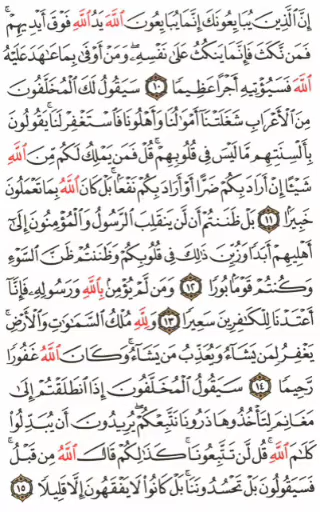 إِنَّ ٱلَّذِينَ يُبَايِعُونَكَ إِنَّمَا يُبَايِعُونَ ٱللَّهَ يَدُ ٱللَّهِ فَوْقَ أَيْدِيهِمْ ۚ
فَمَن نَّكَثَ فَإِنَّمَا يَنكُثُ عَلَىٰ نَفْسِهِۦ ۖ وَمَنْ أَوْفَىٰ بِمَا عَٰهَدَ عَلَيْهُ
ٱللَّهَ فَسَيُؤْتِيهِ أَجْرًا عَظِيمًا ١٠ سَيَقُولُ لَكَ ٱلْمُخَلَّفُونَ
مِنَ ٱلْأَعْرَابِ شَغَلَتْنَآ أَمْوَٰلُنَا وَأَهْلُونَا فَٱسْتَغْفِرْ لَنَا ۚ يَقُولُونَ
بِأَلْسِنَتِهِم مَّا لَيْسَ فِى قُلُوبِهِمْ ۚ قُلْ فَمَن يَمْلِكُ لَكُم مِّنَ ٱللَّهِ
شَيْـًٔا إِنْ أَرَادَ بِكُمْ ضَرًّا أَوْ أَرَادَ بِكُمْ نَفْعًۢا ۚ بَلْ كَانَ ٱللَّهُ بِمَا تَعْمَلُونَ
خَبِيرًۢا ١١ بَلْ ظَنَنتُمْ أَن لَّن يَنقَلِبَ ٱلرَّسُولُ وَٱلْمُؤْمِنُونَ إِلَىٰٓ
أَهْلِيهِمْ أَبَدًا وَزُيِّنَ ذَٰلِكَ فِى قُلُوبِكُمْ وَظَنَنتُمْ ظَنَّ ٱلسَّوْءِ
وَكُنتُمْ قَوْمًۢا بُورًا ١٢ وَمَن لَّمْ يُؤْمِنۢ بِٱللَّهِ وَرَسُولِهِۦ فَإِنَّآ
أَعْتَدْنَا لِلْكَٰفِرِينَ سَعِيرًا ١٣ وَلِلَّهِ مُلْكُ ٱلسَّمَٰوَٰتِ وَٱلْأَرْضِ ۚ
يَغْفِرُ لِمَن يَشَآءُ وَيُعَذِّبُ مَن يَشَآءُ ۚ وَكَانَ ٱللَّهُ غَفُورًا
رَّحِيمًا ١٤ سَيَقُولُ ٱلْمُخَلَّفُونَ إِذَا ٱنطَلَقْتُمْ إِلَىٰ
مَغَانِمَ لِتَأْخُذُوهَا ذَرُونَا نَتَّبِعْكُمْ ۖ يُرِيدُونَ أَن يُبَدِّلُوا۟
كَلَٰمَ ٱللَّهِ ۚ قُل لَّن تَتَّبِعُونَا كَذَٰلِكُمْ قَالَ ٱللَّهُ مِن قَبْلُ ۖ
فَسَيَقُولُونَ بَلْ تَحْسُدُونَنَا ۚ بَلْ كَانُوا۟ لَا يَفْقَهُونَ إِلَّا قَلِيلًا ١٥